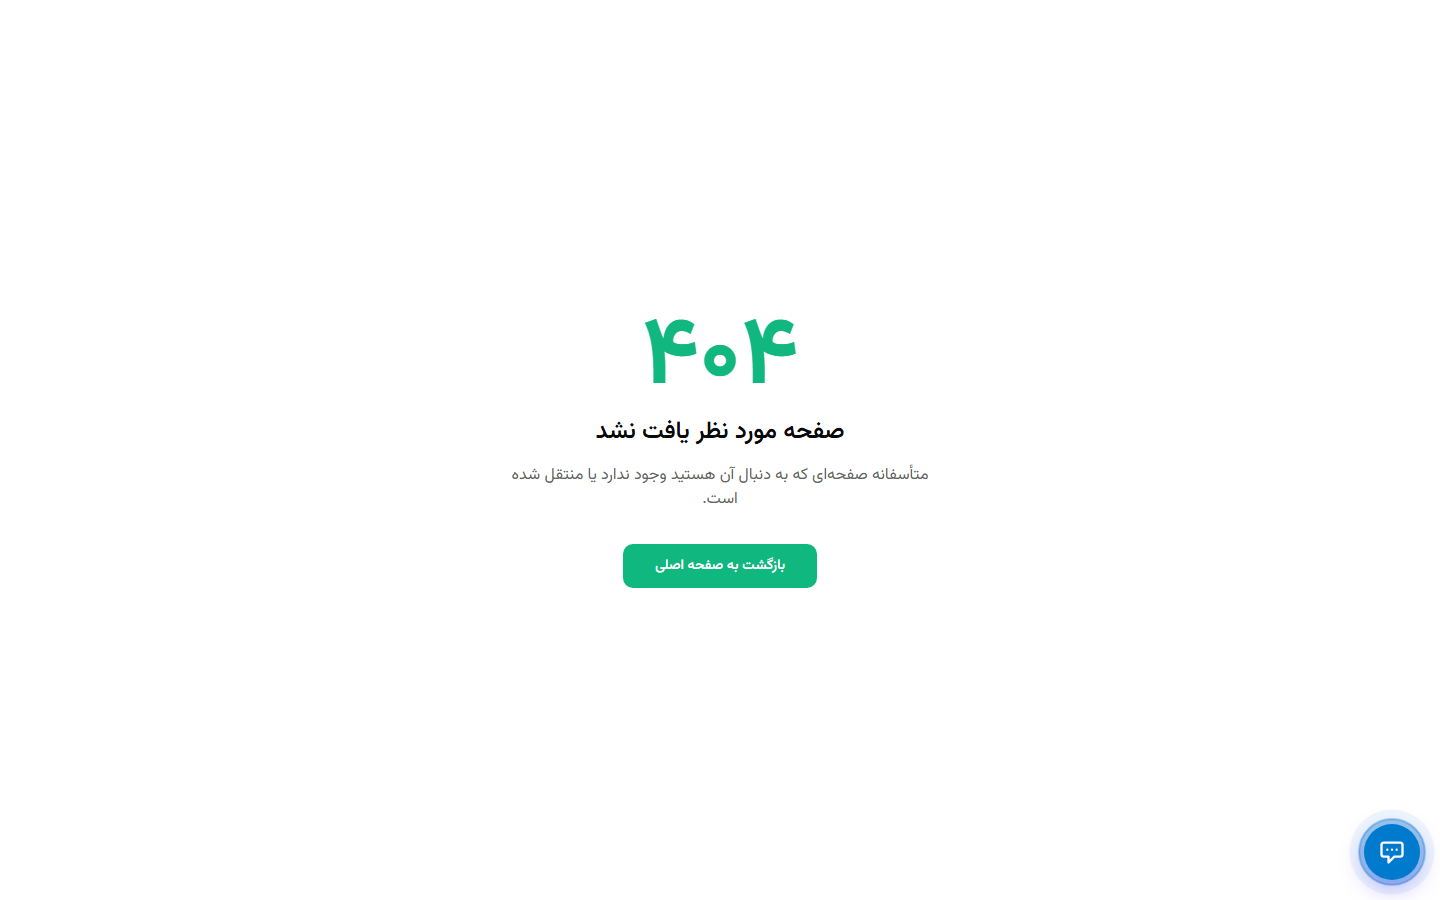 ۴۰۴
صفحه مورد نظر یافت نشد
متأسفانه صفحه‌ای که به دنبال آن هستید وجود ندارد یا منتقل شده
است.
بازگشت به صفحه اصلی